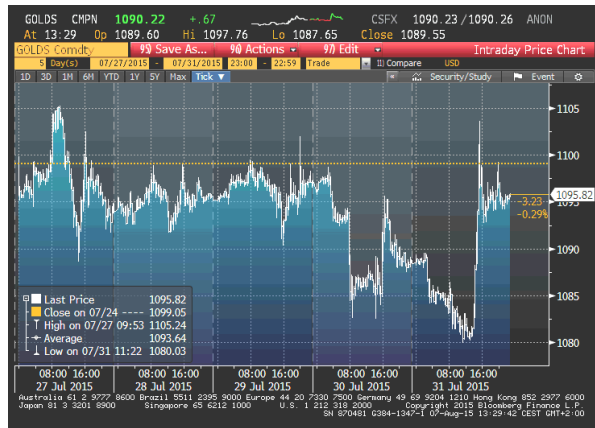 GOLDS CMPN 1090.22 +.67 CSFX 1090.23/1090.26 ANON
At 13:29 Op 1089.60 Hi 1097.76 Lo 1087.65 Close 1089.55
GOLDS Comdty 99) Save As... 90) Actions 97) Edit Intraday Price Chart
5 Day(s) 07/27/2015 - 07/31/2015 23:00 - 22:59 Trade 11) Compare USD
1D 3D 1M 6M YTD 1Y 5Y Max Tick Security/Study Event
1105
1100
1095.82
1095
-3.23
-0.29%
1090
1085
1080
Last Price 1095.82
Close on 07/24 ---- 1099.05
High on 07/27 09:53 1105.24
Average 1093.64
Low on 07/31 11:22 1080.03
08:00 16:00 08:00 16:00 08:00 16:00 08:00 16:00 08:00 16:00
27 Jul 2015 28 Jul 2015 29 Jul 2015 30 Jul 2015 31 Jul 2015
Australia 61 2 9777 8600 Brazil 5511 2395 9000 Europe 44 20 7330 7500 Germany 49 69 9204 1210 Hong Kong 852 2977 6000
Japan 81 3 3201 8900 Singapore 65 6212 1000 U.S. 1 212 318 2000 Copyright 2015 Bloomberg Finance L.P.
SN 870481 G384-1347-1 07-Aug-15 13:29:42 CEST GMT+2:00